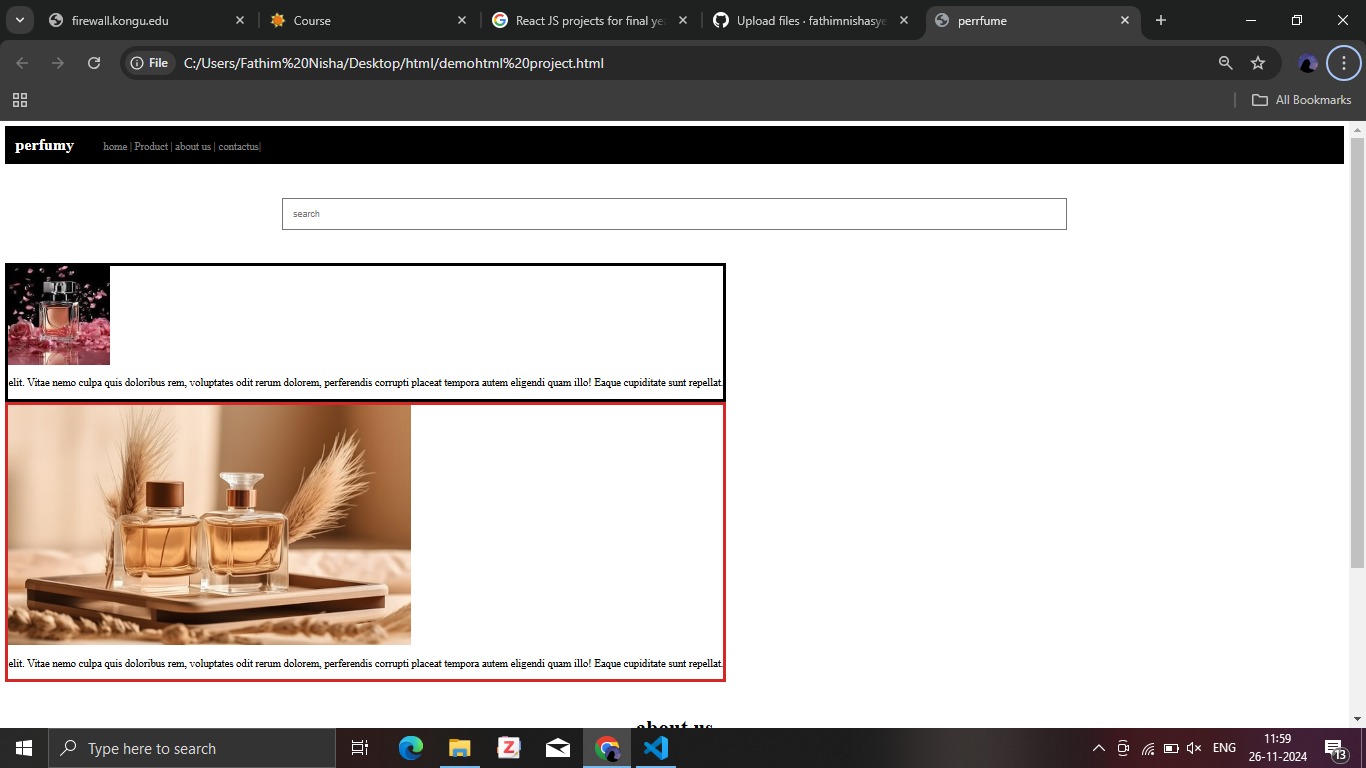 firewall.kongu.edu
Course
React JS projects for final ye
Upload files · fathimnishasye
perrfume
File
C:/Users/Fathim%20Nisha/Desktop/html/demohtml%20project.html
All Bookmarks
perfumy
home | Product | about us | contactus|
search
elit. Vitae nemo culpa quis doloribus rem, voluptates odit rerum dolorem, perferendis corrupti placeat tempora autem eligendi quam illo! Eaque cupiditate sunt repellat.
elit. Vitae nemo culpa quis doloribus rem, voluptates odit rerum dolorem, perferendis corrupti placeat tempora autem eligendi quam illo! Eaque cupiditate sunt repellat.
about us
Type here to search
Z
ENG
11:59
26-11-2024
13